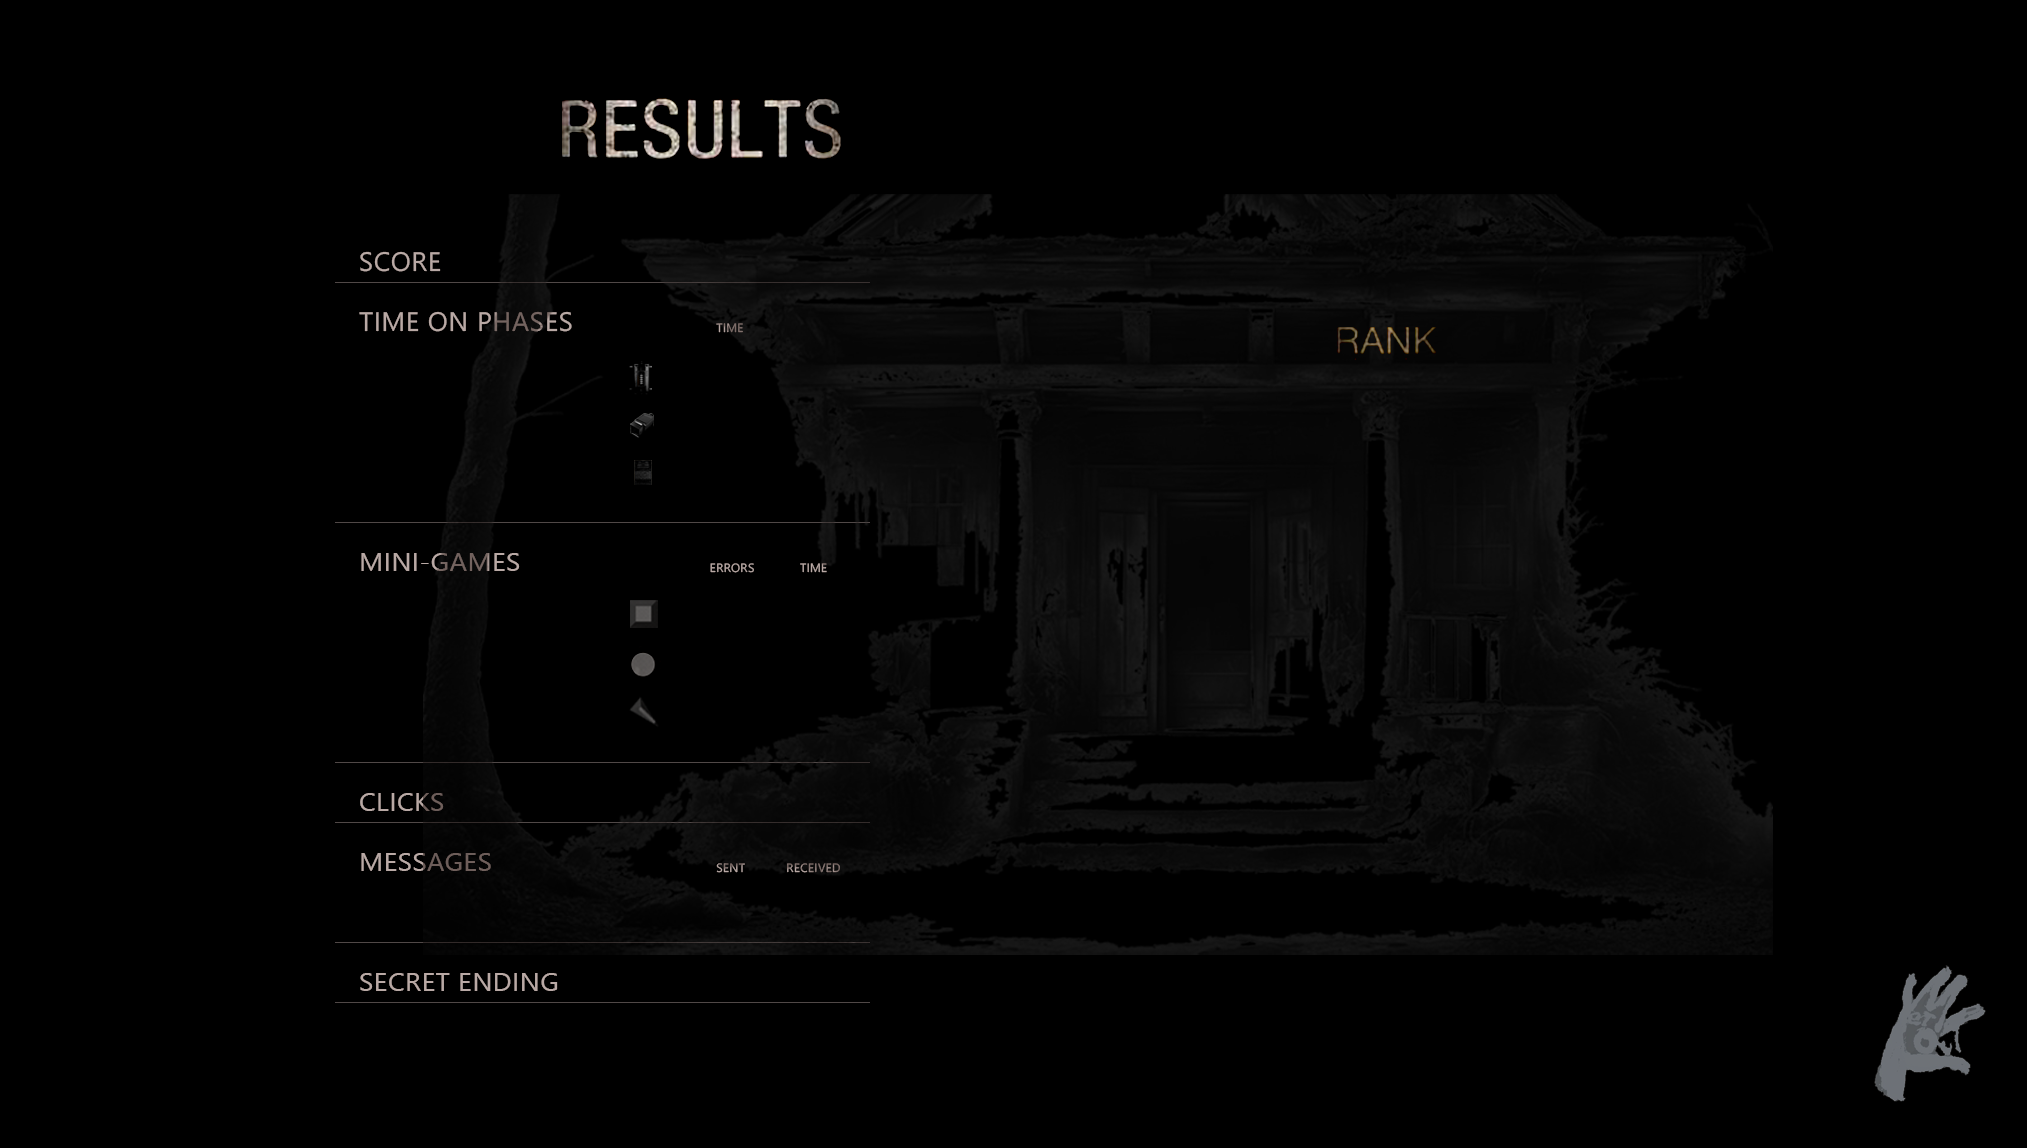 RESULTS
SCORE
TIME ON PHASES TIME
RANK
MINI-GAMES ERRORS TIME
CLICKS
MESSAGES SENT RECEIVED
SECRET ENDING